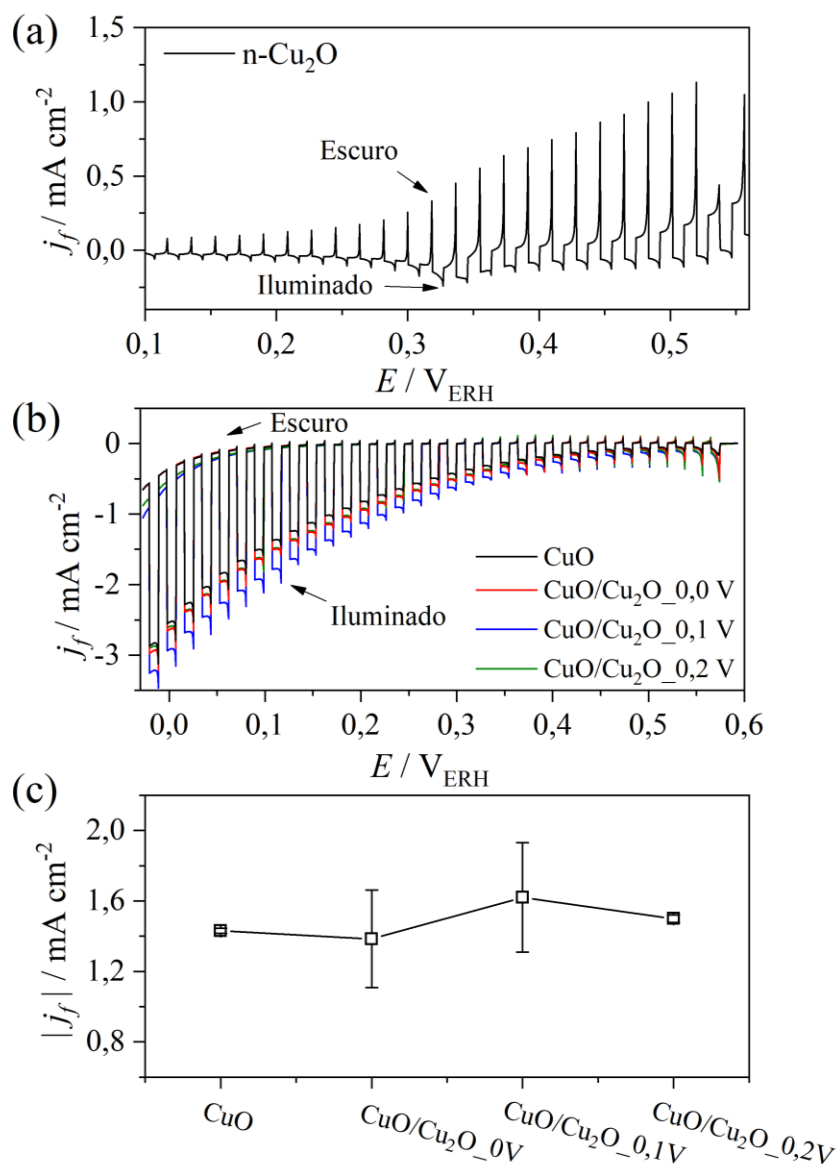 (a)
n-Cu₂O
1,5
1,0
0,5
0,0
j_f / mA cm⁻²
Escuro
Iluminado
0,1 0,2 0,3 0,4 0,5
E / V_ERH
(b)
Escuro
0
-1
-2
-3
j_f / mA cm⁻²
Iluminado
CuO
CuO/Cu₂O_0,0 V
CuO/Cu₂O_0,1 V
CuO/Cu₂O_0,2 V
0,0 0,1 0,2 0,3 0,4 0,5 0,6
E / V_ERH
(c)
2,0
1,6
1,2
0,8
|j_f| / mA cm⁻²
CuO
CuO/Cu₂O_0V
CuO/Cu₂O_0,1V
CuO/Cu₂O_0,2V